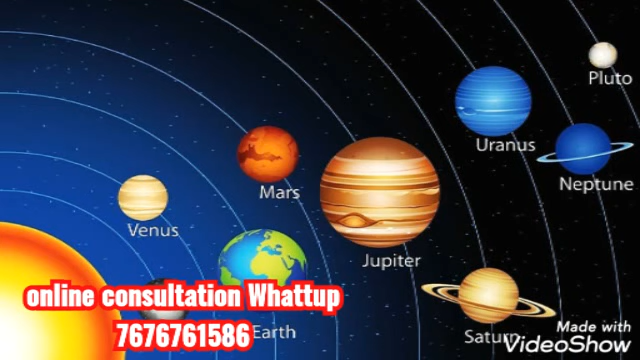 Pluto
Uranus
Neptune
Mars
Venus
Jupiter
online consultation Whattup
7676761586
Earth
Saturn
Made with
VideoShow